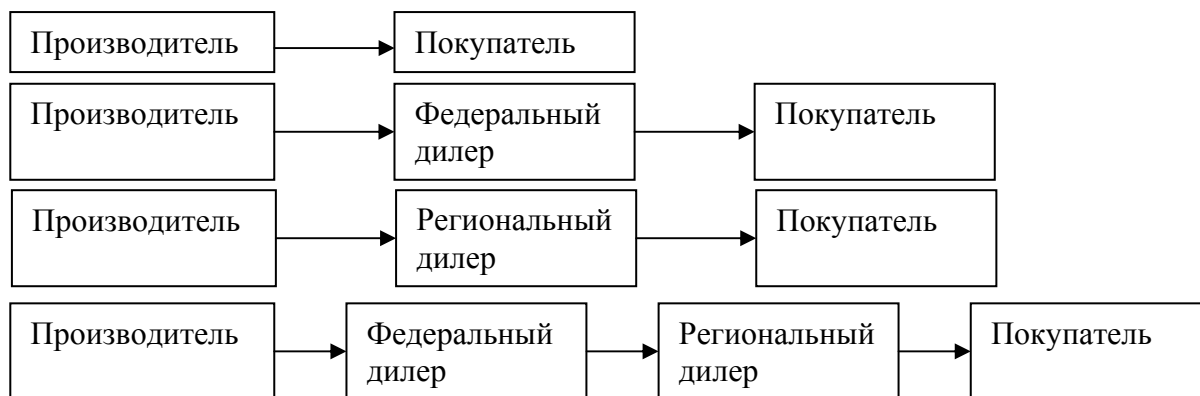 Производитель Покупатель
Производитель Федеральный Покупатель
дилер
Производитель Региональный Покупатель
дилер
Производитель Федеральный Региональный Покупатель
дилер дилер